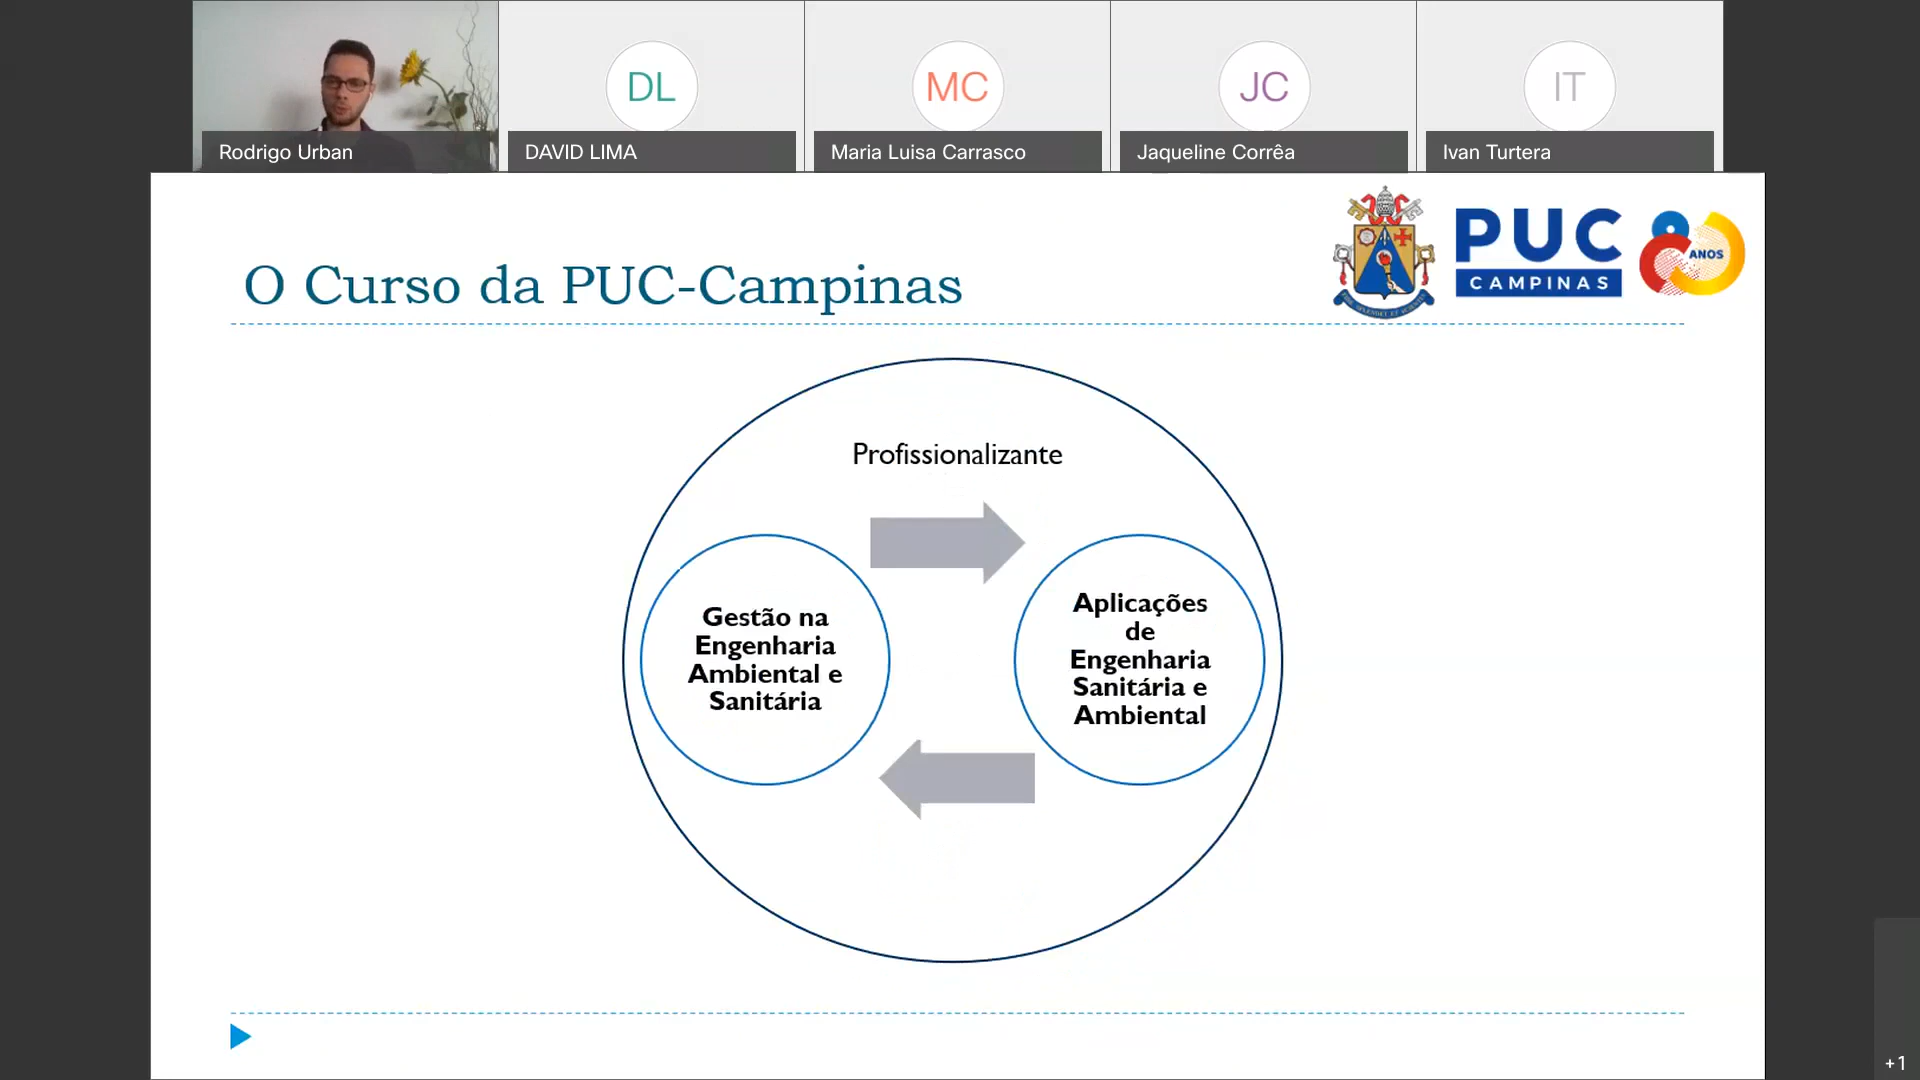 DL
MC
JC
IT
Rodrigo Urban
DAVID LIMA
Maria Luisa Carrasco
Jaqueline Corrêa
Ivan Turtera
O Curso da PUC-Campinas
PUC
CAMPINAS
ANOS
Profissionalizante
Gestão na
Engenharia
Ambiental e
Sanitária
Aplicações
de
Engenharia
Sanitária e
Ambiental
+1